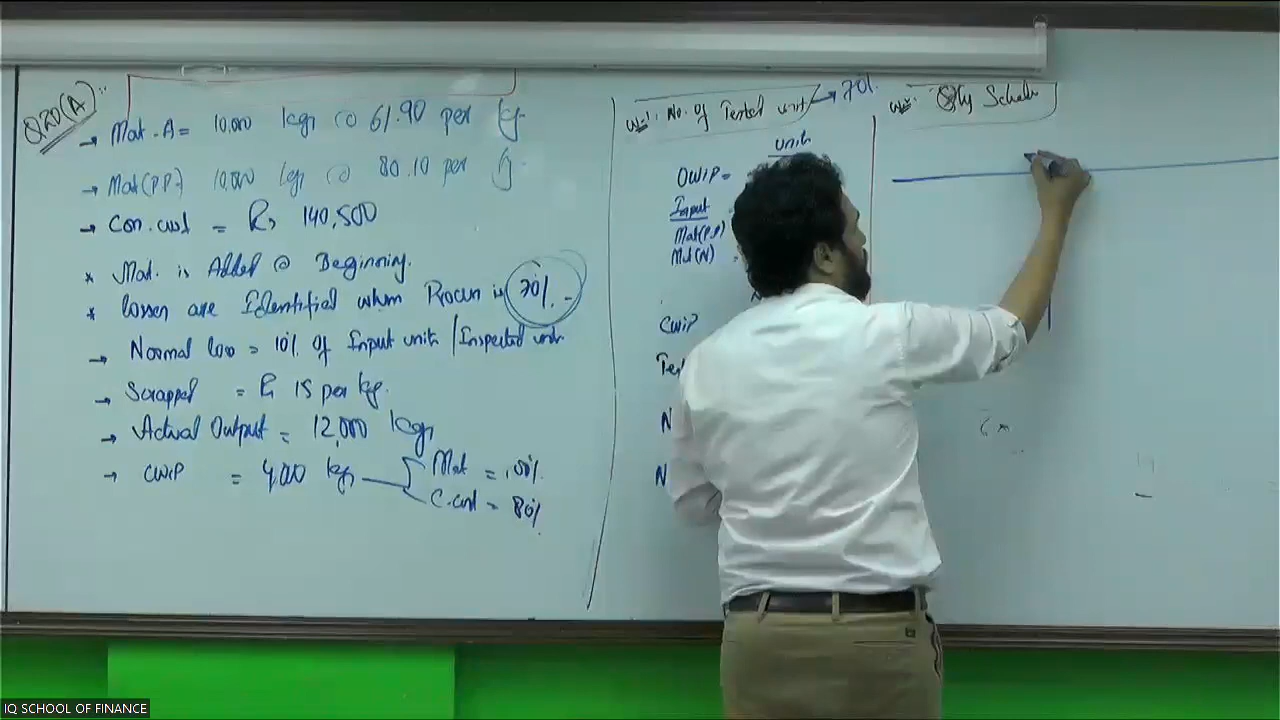 Q20(A):
→ Mat. A = 10,000 kgs @ 61.90 per kg.
→ Mat(P.P.) 10,000 kgs @ 80.10 per kg
→ Con. cost = Rs 140,500
* Mat. is Added @ Beginning.
* losses are Identified when Process is 70%.
→ Normal loss = 10% of Input units / Inspected units
→ Scrapped = Rs 15 per kg.
→ Actual Output = 12,000 kgs
→ CWIP = 4,000 kgs
Mat = 100%
C. cost = 80%
W-1: No. of Tested units → 70%.
units
OWIP =
Input
Mat(P.P)
Mat(N)
CWIP
Tes
N
N
W-2: Qty Schedule
IQ SCHOOL OF FINANCE